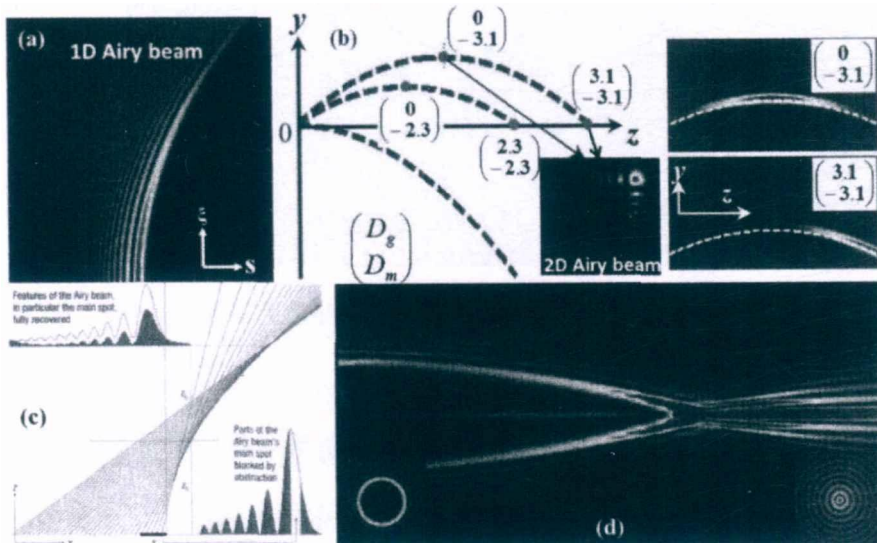 (a)
1D Airy beam
ξ
s
(b)
y
0
z
(0
-3.1)
(3.1
-3.1)
(0
-2.3)
(2.3
-2.3)
(D_g
D_m)
2D Airy beam
(0
-3.1)
(3.1
-3.1)
y
z
Features of the Airy beam,
in particular the main spot,
fully recovered
(c)
Parts of the
Airy beam's
main spot
blocked by
obstruction
(d)